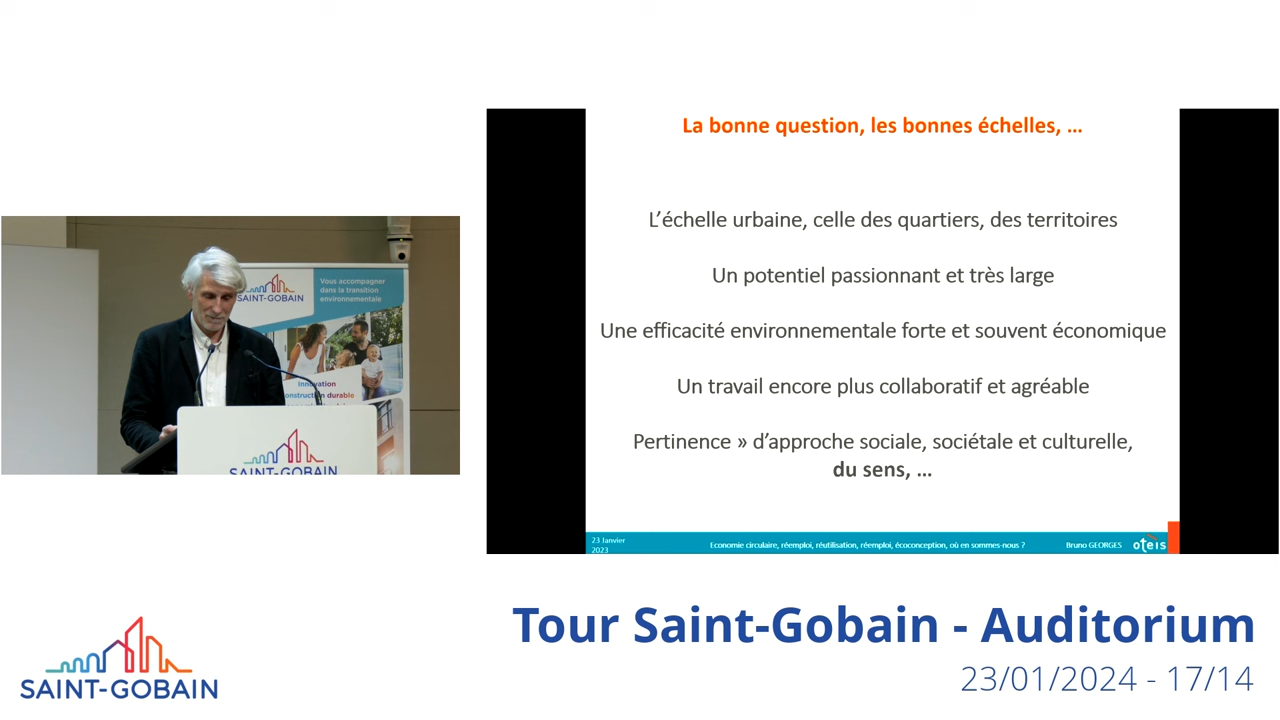 La bonne question, les bonnes échelles, ...
L'échelle urbaine, celle des quartiers, des territoires
Un potentiel passionnant et très large
Une efficacité environnementale forte et souvent économique
Un travail encore plus collaboratif et agréable
Pertinence » d'approche sociale, sociétale et culturelle,
du sens, ...
23 Janvier
2023
Economie circulaire, réemploi, réutilisation, réemploi, écoconception, où en sommes-nous ?
Bruno GEORGES
oteis
SAINT-GOBAIN
Vous accompagner
dans la transition
environnementale
Innovation
construction durable
SAINT-GOBAIN
Tour Saint-Gobain - Auditorium
23/01/2024 - 17/14
SAINT-GOBAIN